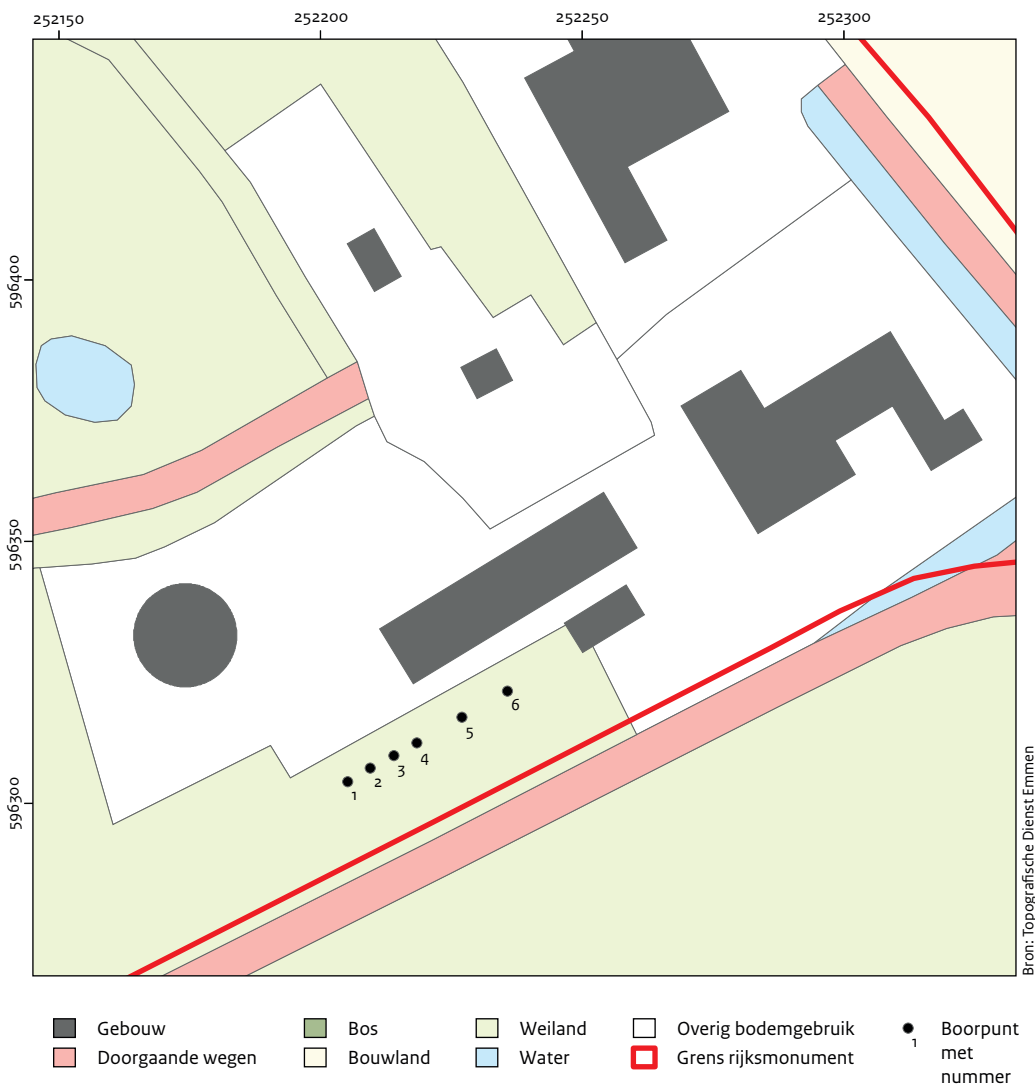 252150
252200
252250
252300
596400
596350
596300
1
2
3
4
5
6
Bron: Topografische Dienst Emmen
Gebouw
Bos
Weiland
Overig bodemgebruik
Boorpunt
met
nummer
1
Doorgaande wegen
Bouwland
Water
Grens rijksmonument